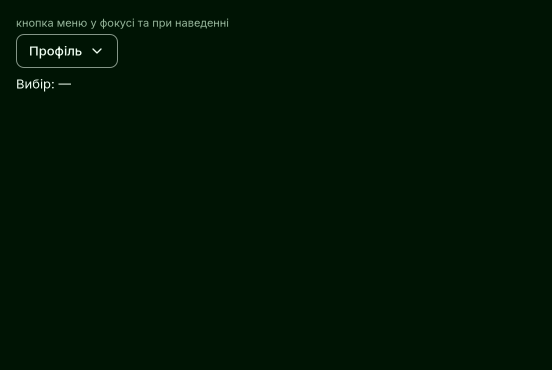 кнопка меню у фокусі та при наведенні
Профіль
Вибір: —